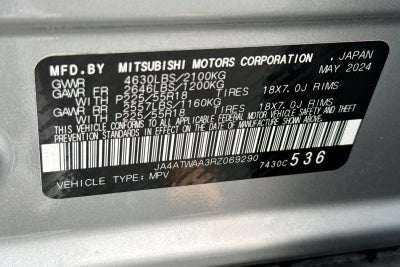 MFD.BY MITSUBISHI MOTORS CORPORATION , JAPAN
GVWR 4630LBS/2100KG MAY 2024
GAWR FR 2646LBS/1200KG
WITH P225/55R18 TIRES, 18X7.0J RIMS
GAWR RR 2557LBS/1160KG
WITH P225/55R18 TIRES, 18X7.0J RIMS
THIS VEHICLE CONFORMS TO ALL APPLICABLE FEDERAL MOTOR VEHICLE SAFETY, BUMPER, AND THEFT
PREVENTION STANDARDS IN EFFECT ON THE DATE OF MANUFACTURE SHOWN ABOVE.
JA4ATWAA3RZ069290
VEHICLE TYPE: MPV 7430C 536